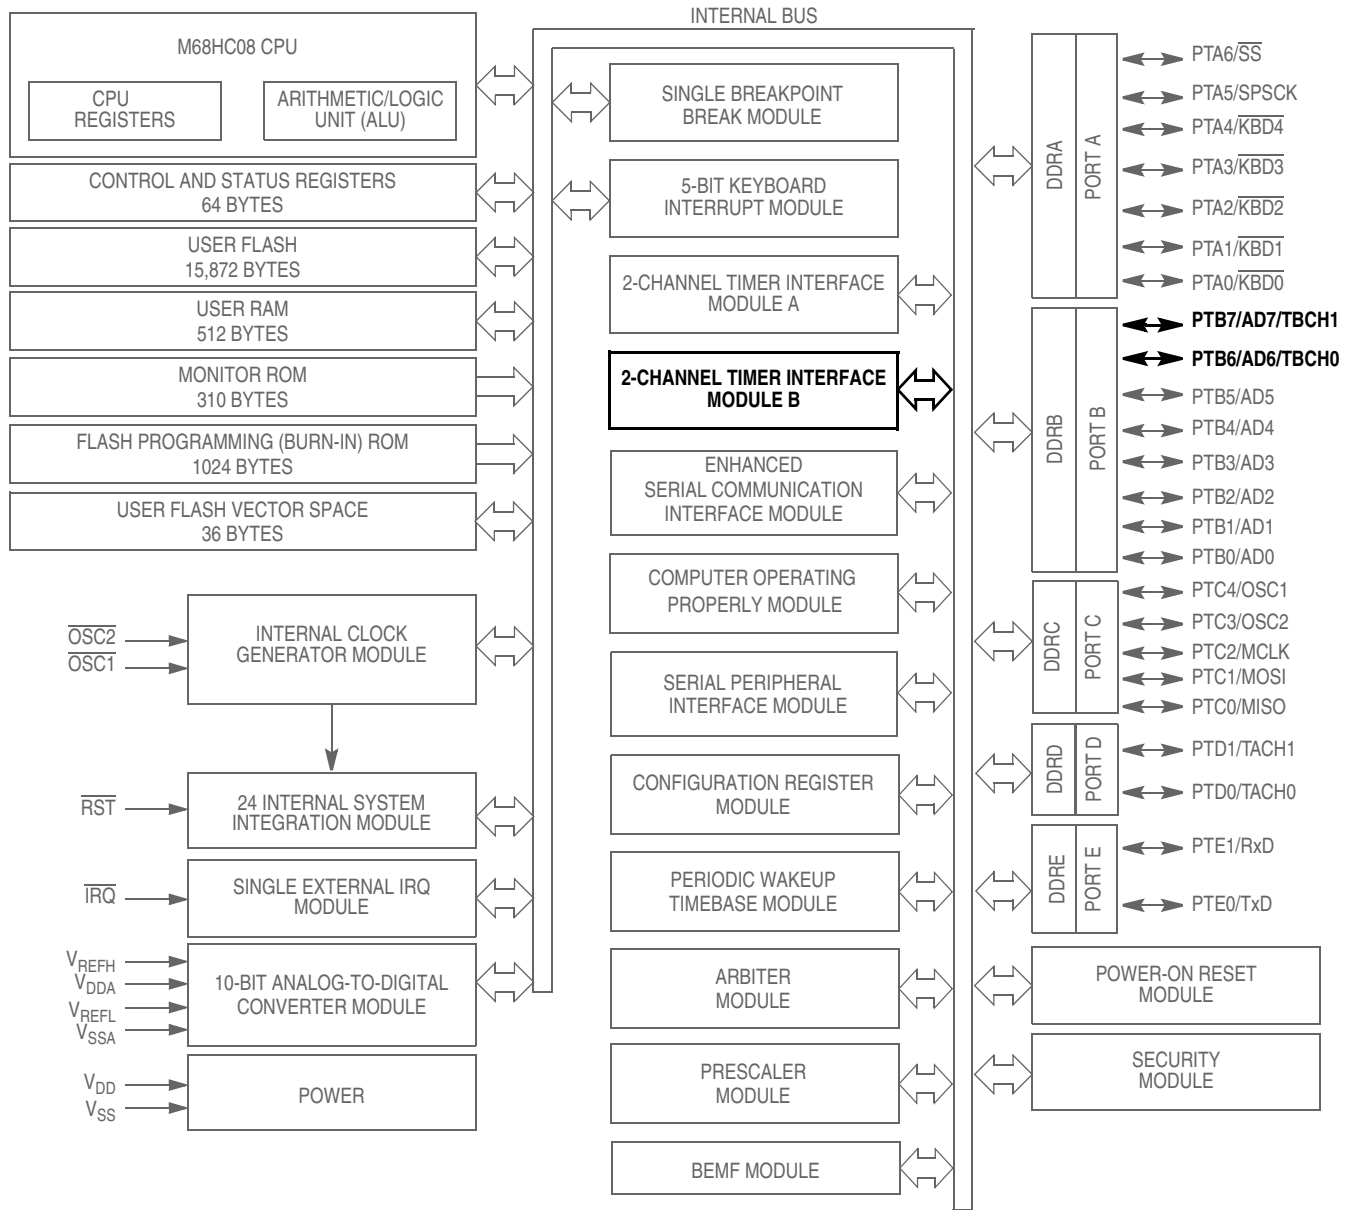 INTERNAL BUS
M68HC08 CPU
CPU
REGISTERS
ARITHMETIC/LOGIC
UNIT (ALU)
CONTROL AND STATUS REGISTERS
64 BYTES
USER FLASH
15,872 BYTES
USER RAM
512 BYTES
MONITOR ROM
310 BYTES
FLASH PROGRAMMING (BURN-IN) ROM
1024 BYTES
USER FLASH VECTOR SPACE
36 BYTES
OSC2
OSC1
INTERNAL CLOCK
GENERATOR MODULE
RST
24 INTERNAL SYSTEM
INTEGRATION MODULE
IRQ
SINGLE EXTERNAL IRQ
MODULE
VREFH
VDDA
VREFL
VSSA
10-BIT ANALOG-TO-DIGITAL
CONVERTER MODULE
VDD
VSS
POWER
SINGLE BREAKPOINT
BREAK MODULE
5-BIT KEYBOARD
INTERRUPT MODULE
2-CHANNEL TIMER INTERFACE
MODULE A
2-CHANNEL TIMER INTERFACE
MODULE B
ENHANCED
SERIAL COMMUNICATION
INTERFACE MODULE
COMPUTER OPERATING
PROPERLY MODULE
SERIAL PERIPHERAL
INTERFACE MODULE
CONFIGURATION REGISTER
MODULE
PERIODIC WAKEUP
TIMEBASE MODULE
ARBITER
MODULE
PRESCALER
MODULE
BEMF MODULE
DDRA
PORT A
PTA6/SS
PTA5/SPSCK
PTA4/KBD4
PTA3/KBD3
PTA2/KBD2
PTA1/KBD1
PTA0/KBD0
DDRB
PORT B
PTB7/AD7/TBCH1
PTB6/AD6/TBCH0
PTB5/AD5
PTB4/AD4
PTB3/AD3
PTB2/AD2
PTB1/AD1
PTB0/AD0
DDRC
PORT C
PTC4/OSC1
PTC3/OSC2
PTC2/MCLK
PTC1/MOSI
PTC0/MISO
DDRD
PORT D
PTD1/TACH1
PTD0/TACH0
DDRE
PORT E
PTE1/RxD
PTE0/TxD
POWER-ON RESET
MODULE
SECURITY
MODULE